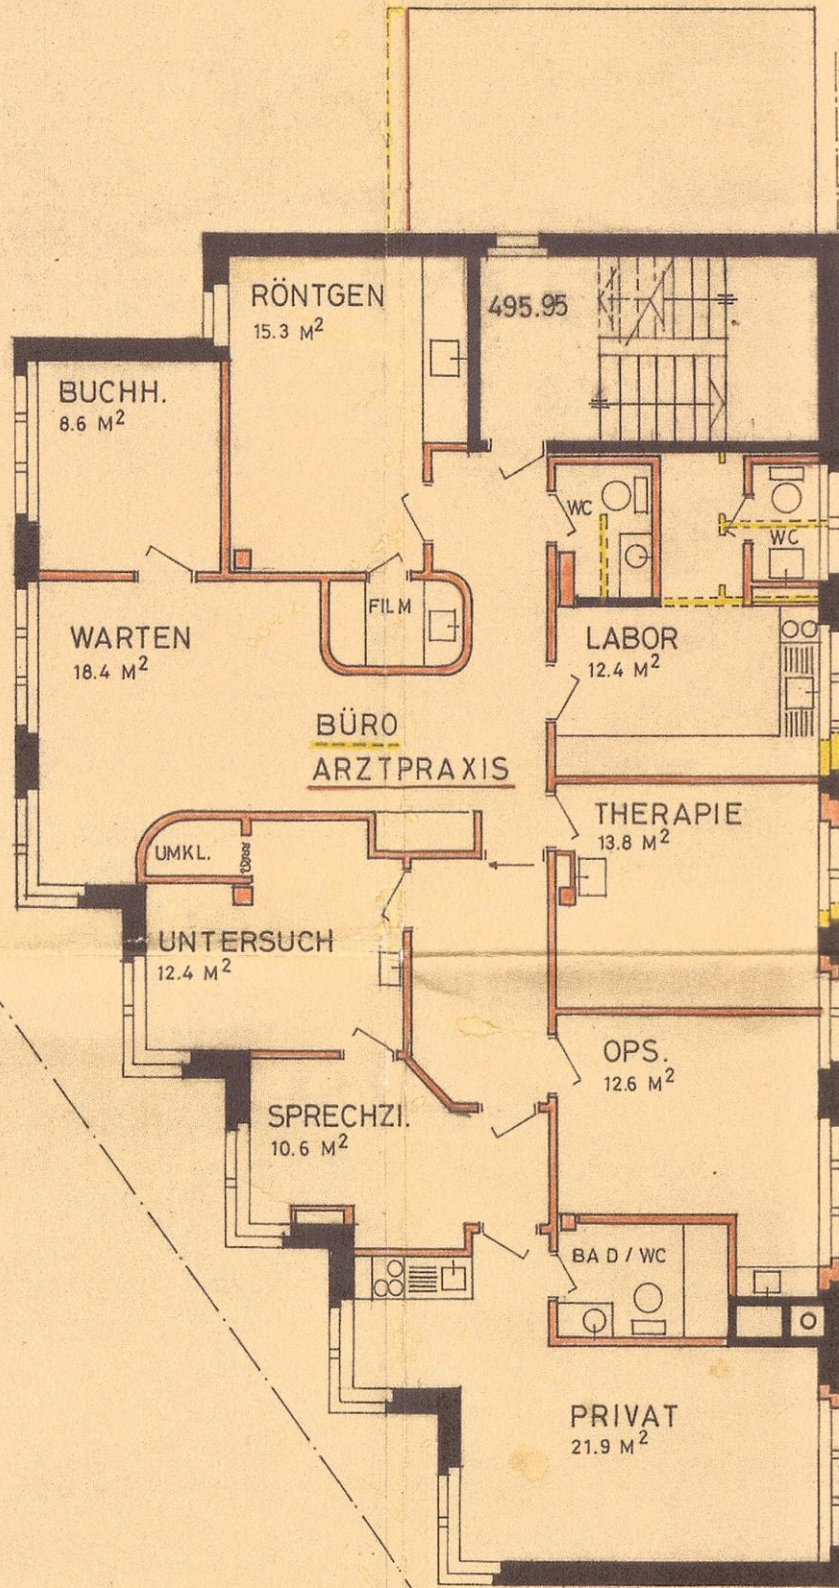 RÖNTGEN
15.3 M²
495.95
BUCHH.
8.6 M²
WC
WC
FILM
WARTEN
18.4 M²
LABOR
12.4 M²
BÜRO
ARZTPRAXIS
THERAPIE
13.8 M²
UMKL.
UNTERSUCH
12.4 M²
OPS.
12.6 M²
SPRECHZI.
10.6 M²
BAD/WC
PRIVAT
21.9 M²